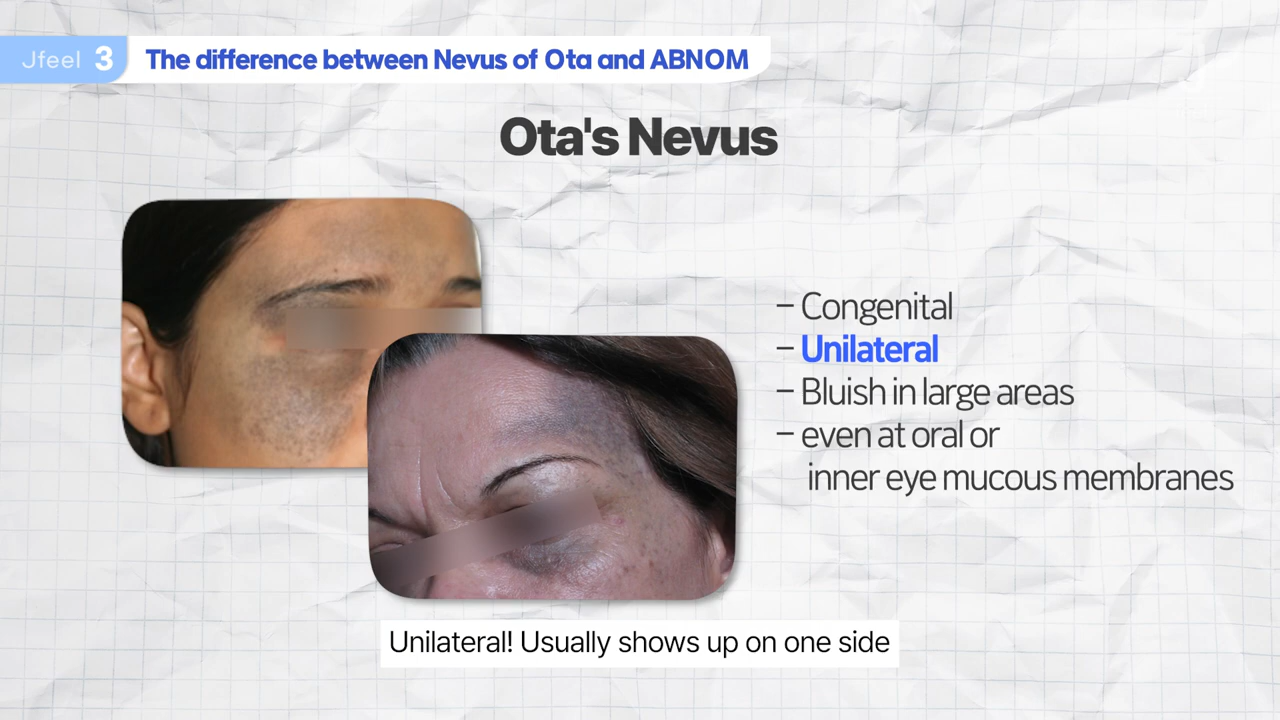 Jfeel 3 The difference between Nevus of Ota and ABNOM
Ota's Nevus
– Congenital
– Unilateral
– Bluish in large areas
– even at oral or
inner eye mucous membranes
Unilateral! Usually shows up on one side